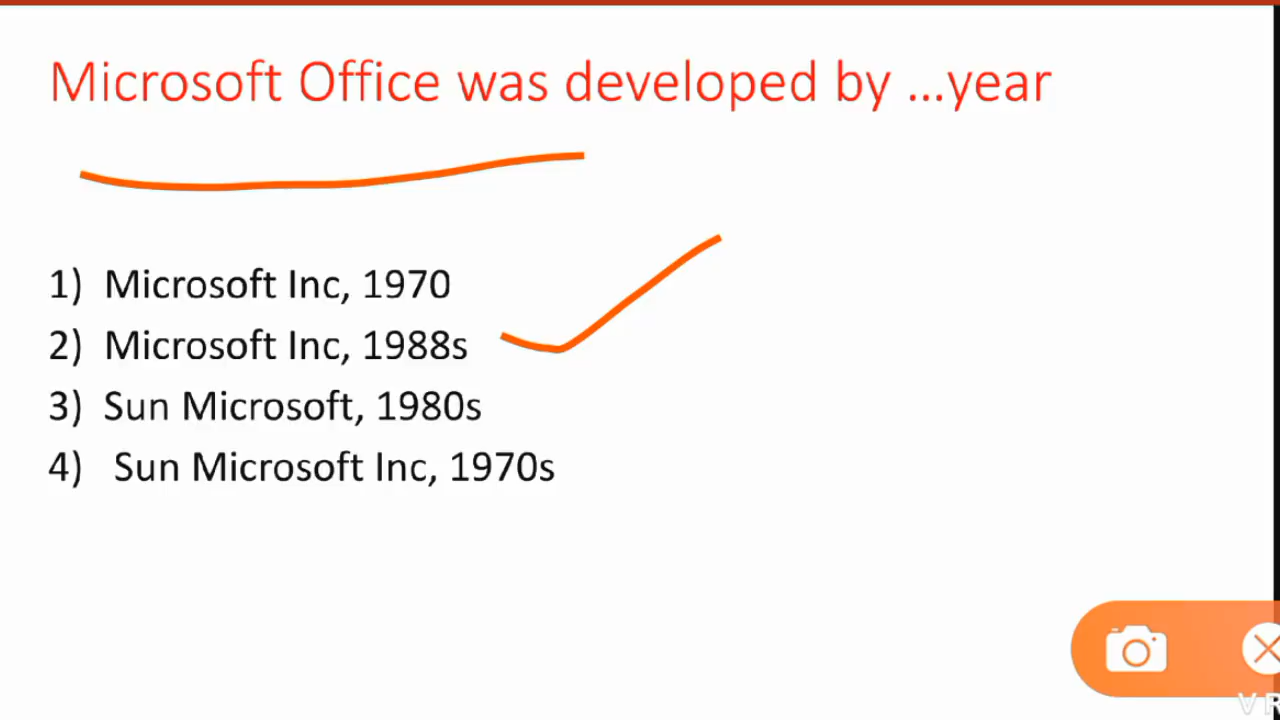 Microsoft Office was developed by ...year
1) Microsoft Inc, 1970
2) Microsoft Inc, 1988s
3) Sun Microsoft, 1980s
4) Sun Microsoft Inc, 1970s